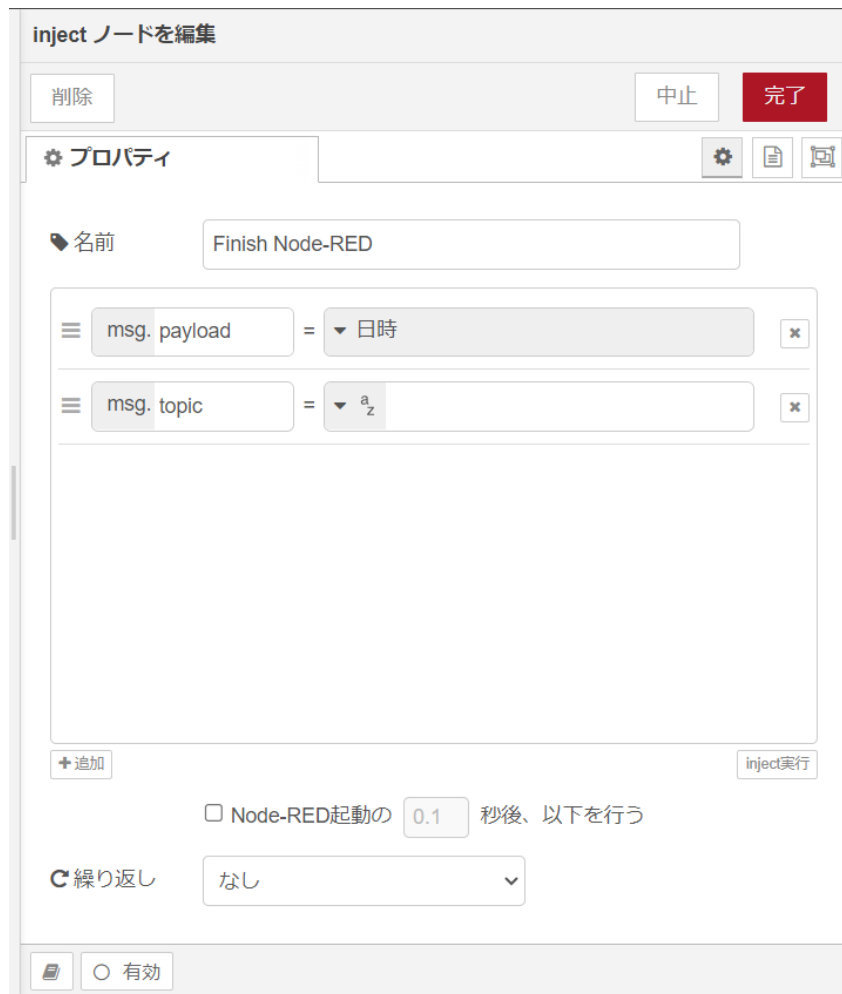 inject ノードを編集
削除 中止 完了
プロパティ
名前 Finish Node-RED
msg. payload = 日時
msg. topic = a z
追加 inject実行
Node-RED起動の 0.1 秒後、以下を行う
繰り返し なし
有効